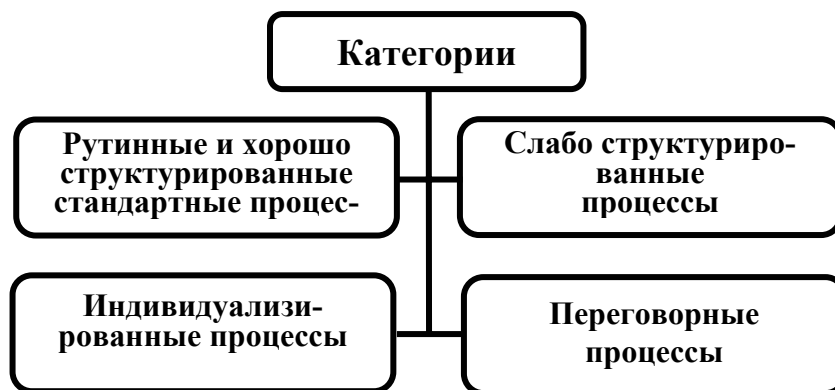 Категории
Рутинные и хорошо
структурированные
стандартные процес-
Слабо структуриро-
ванные
процессы
Индивидуализи-
рованные процессы
Переговорные
процессы